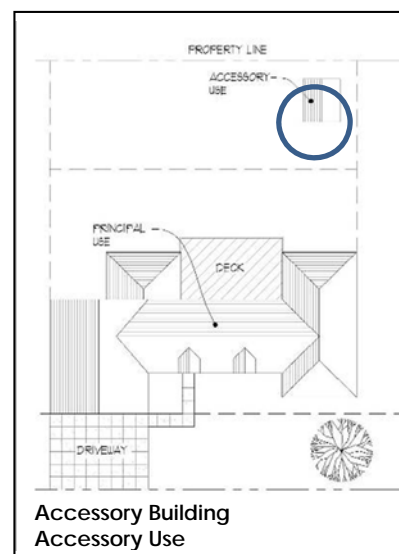 PROPERTY LINE
ACCESSORY
USE
PRINCIPAL
USE
DECK
DRIVEWAY
Accessory Building
Accessory Use